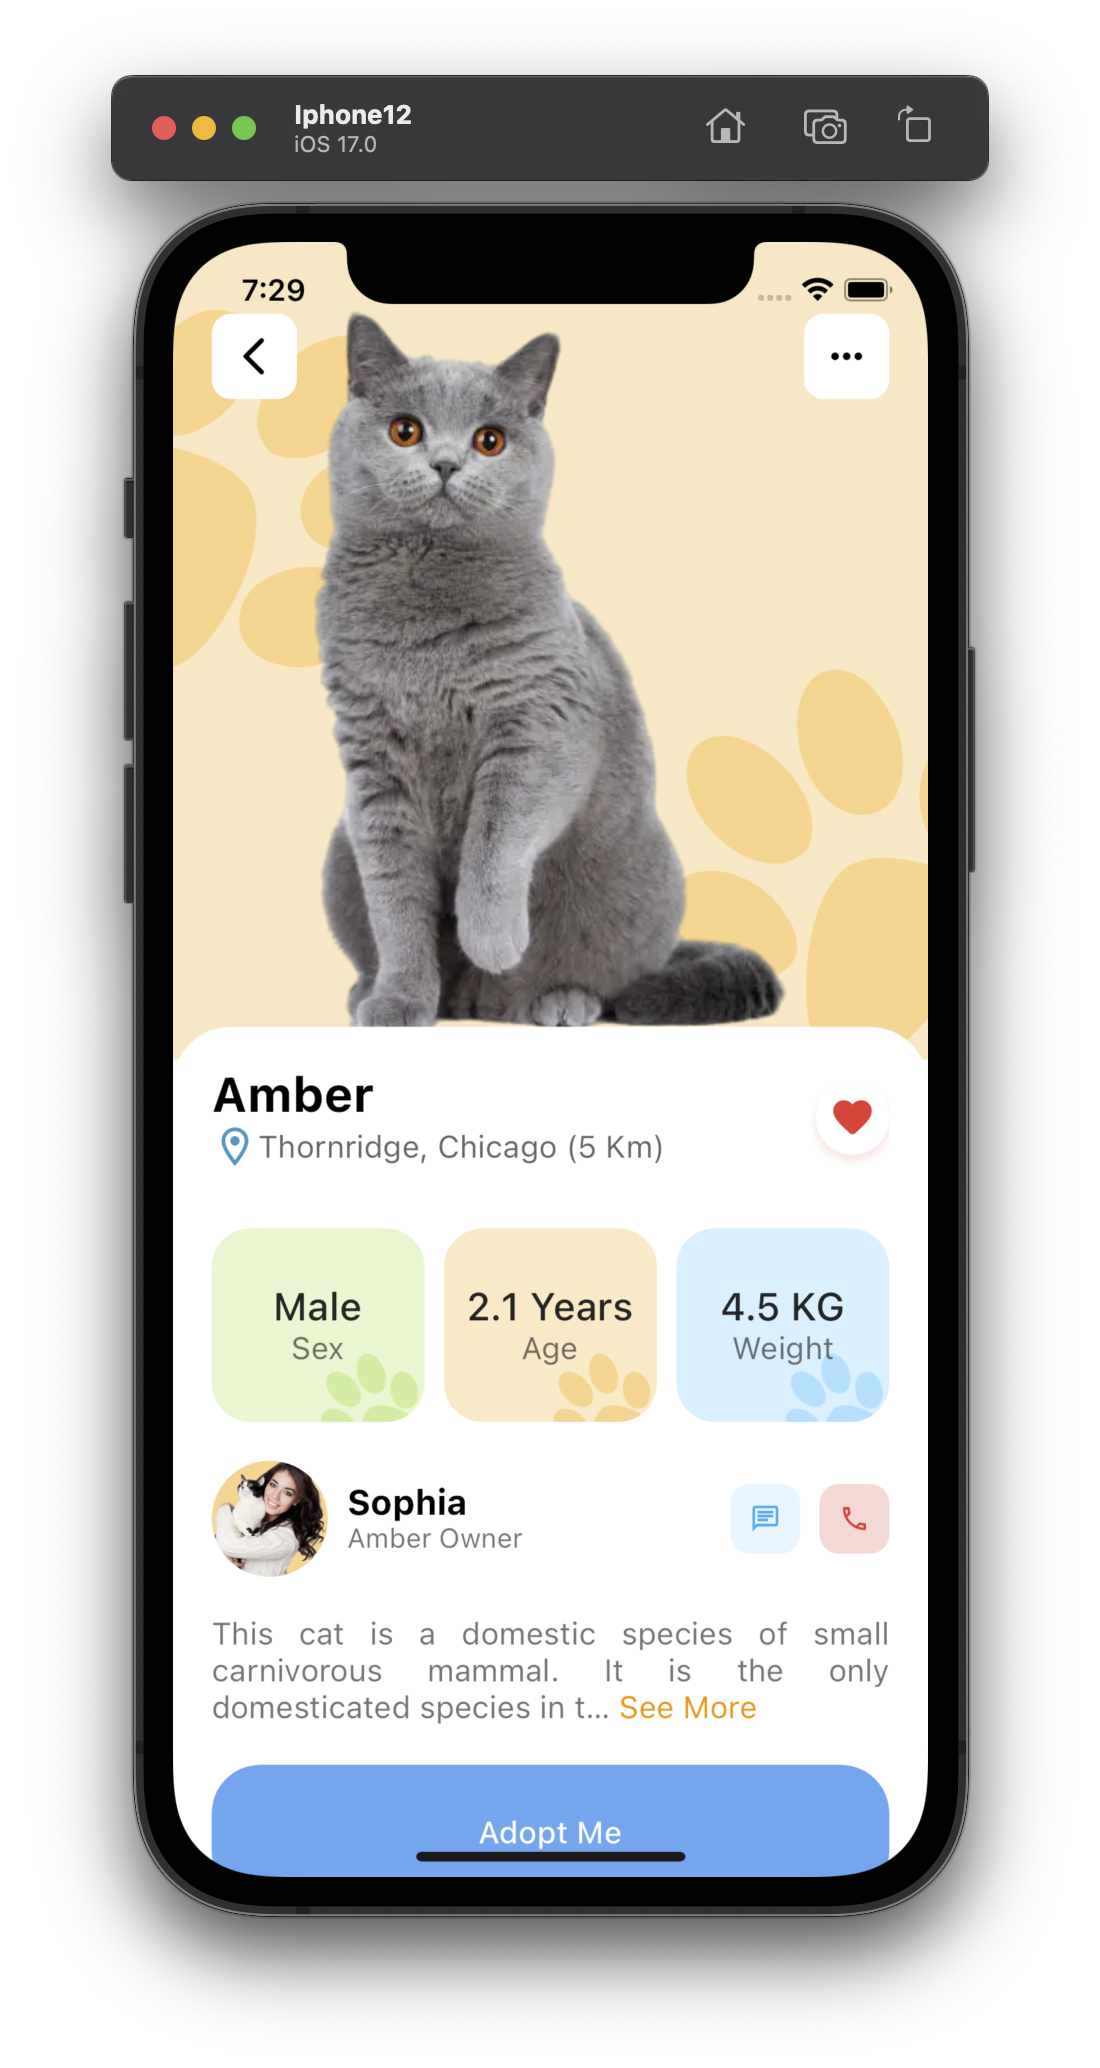 Iphone12
iOS 17.0
7:29
Amber
Thornridge, Chicago (5 Km)
Male
Sex
2.1 Years
Age
4.5 KG
Weight
Sophia
Amber Owner
This cat is a domestic species of small
carnivorous mammal. It is the only
domesticated species in t... See More
Adopt Me